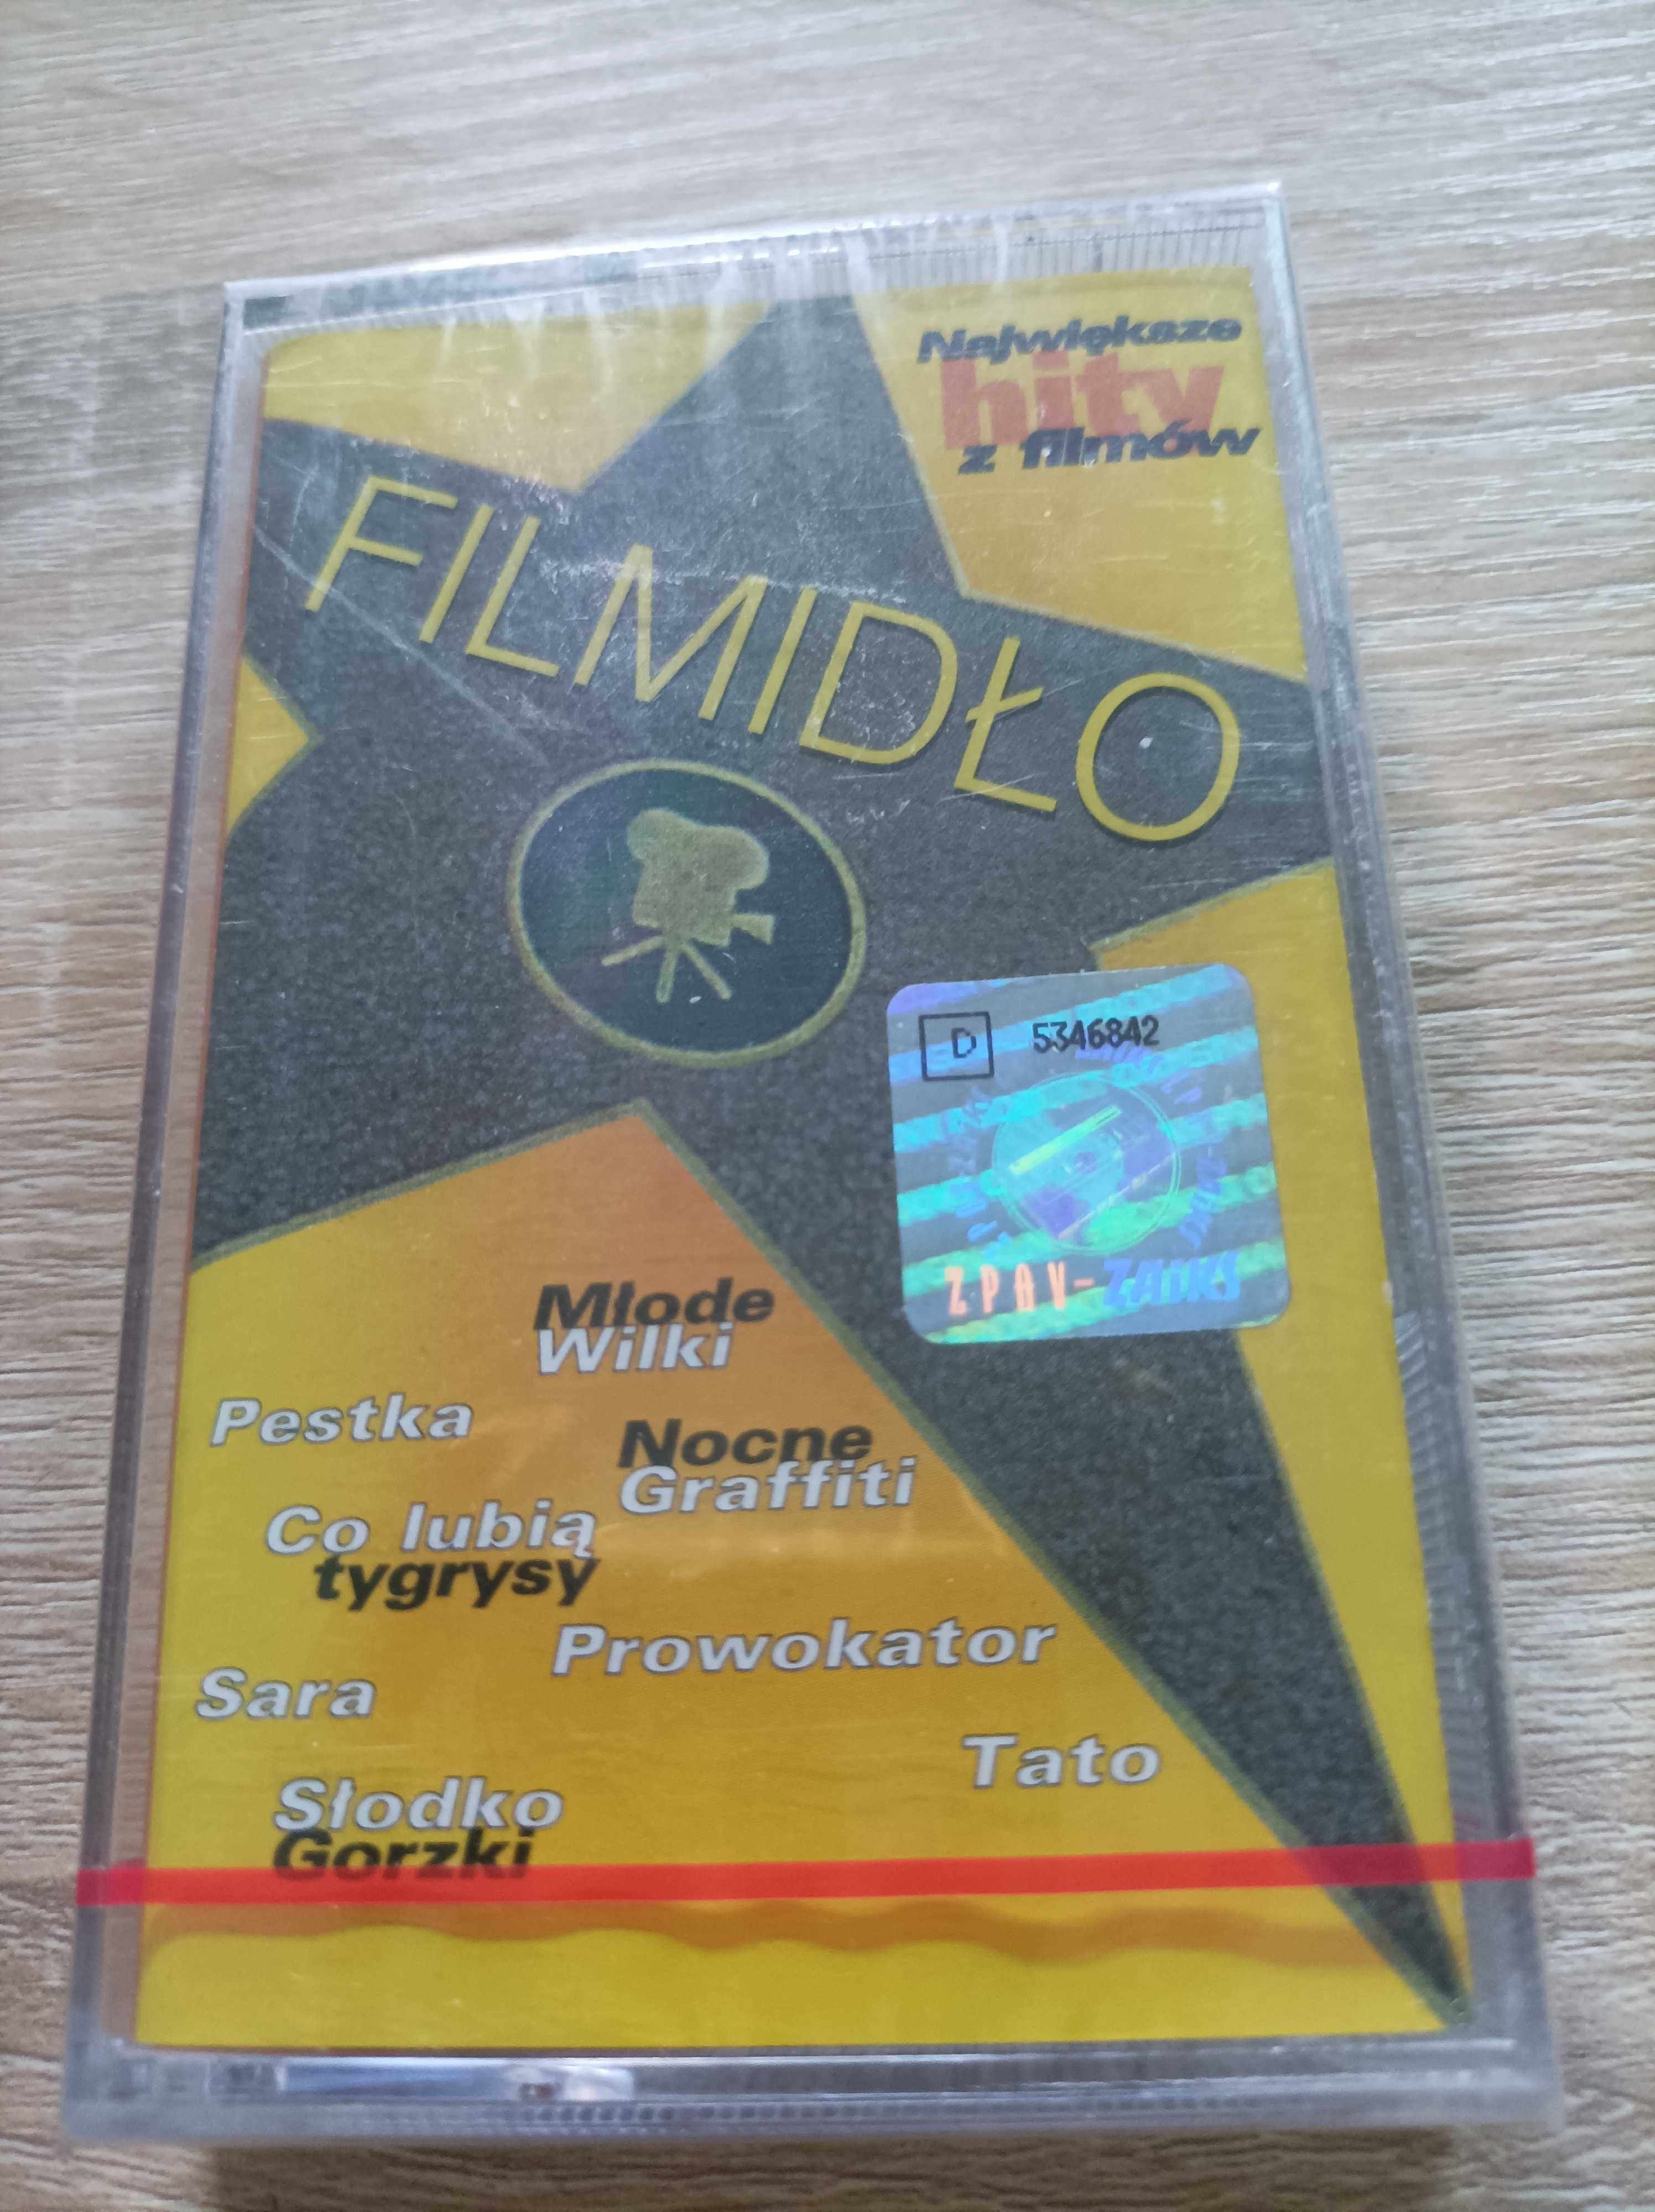 Największe
hity
z filmów
FILMIDŁO
D 5346842
ZPAV-ZAiKS
Młode
Wilki
Pestka
Nocne
Graffiti
Co lubią
tygrysy
Prowokator
Sara
Tato
Słodko
Gorzki